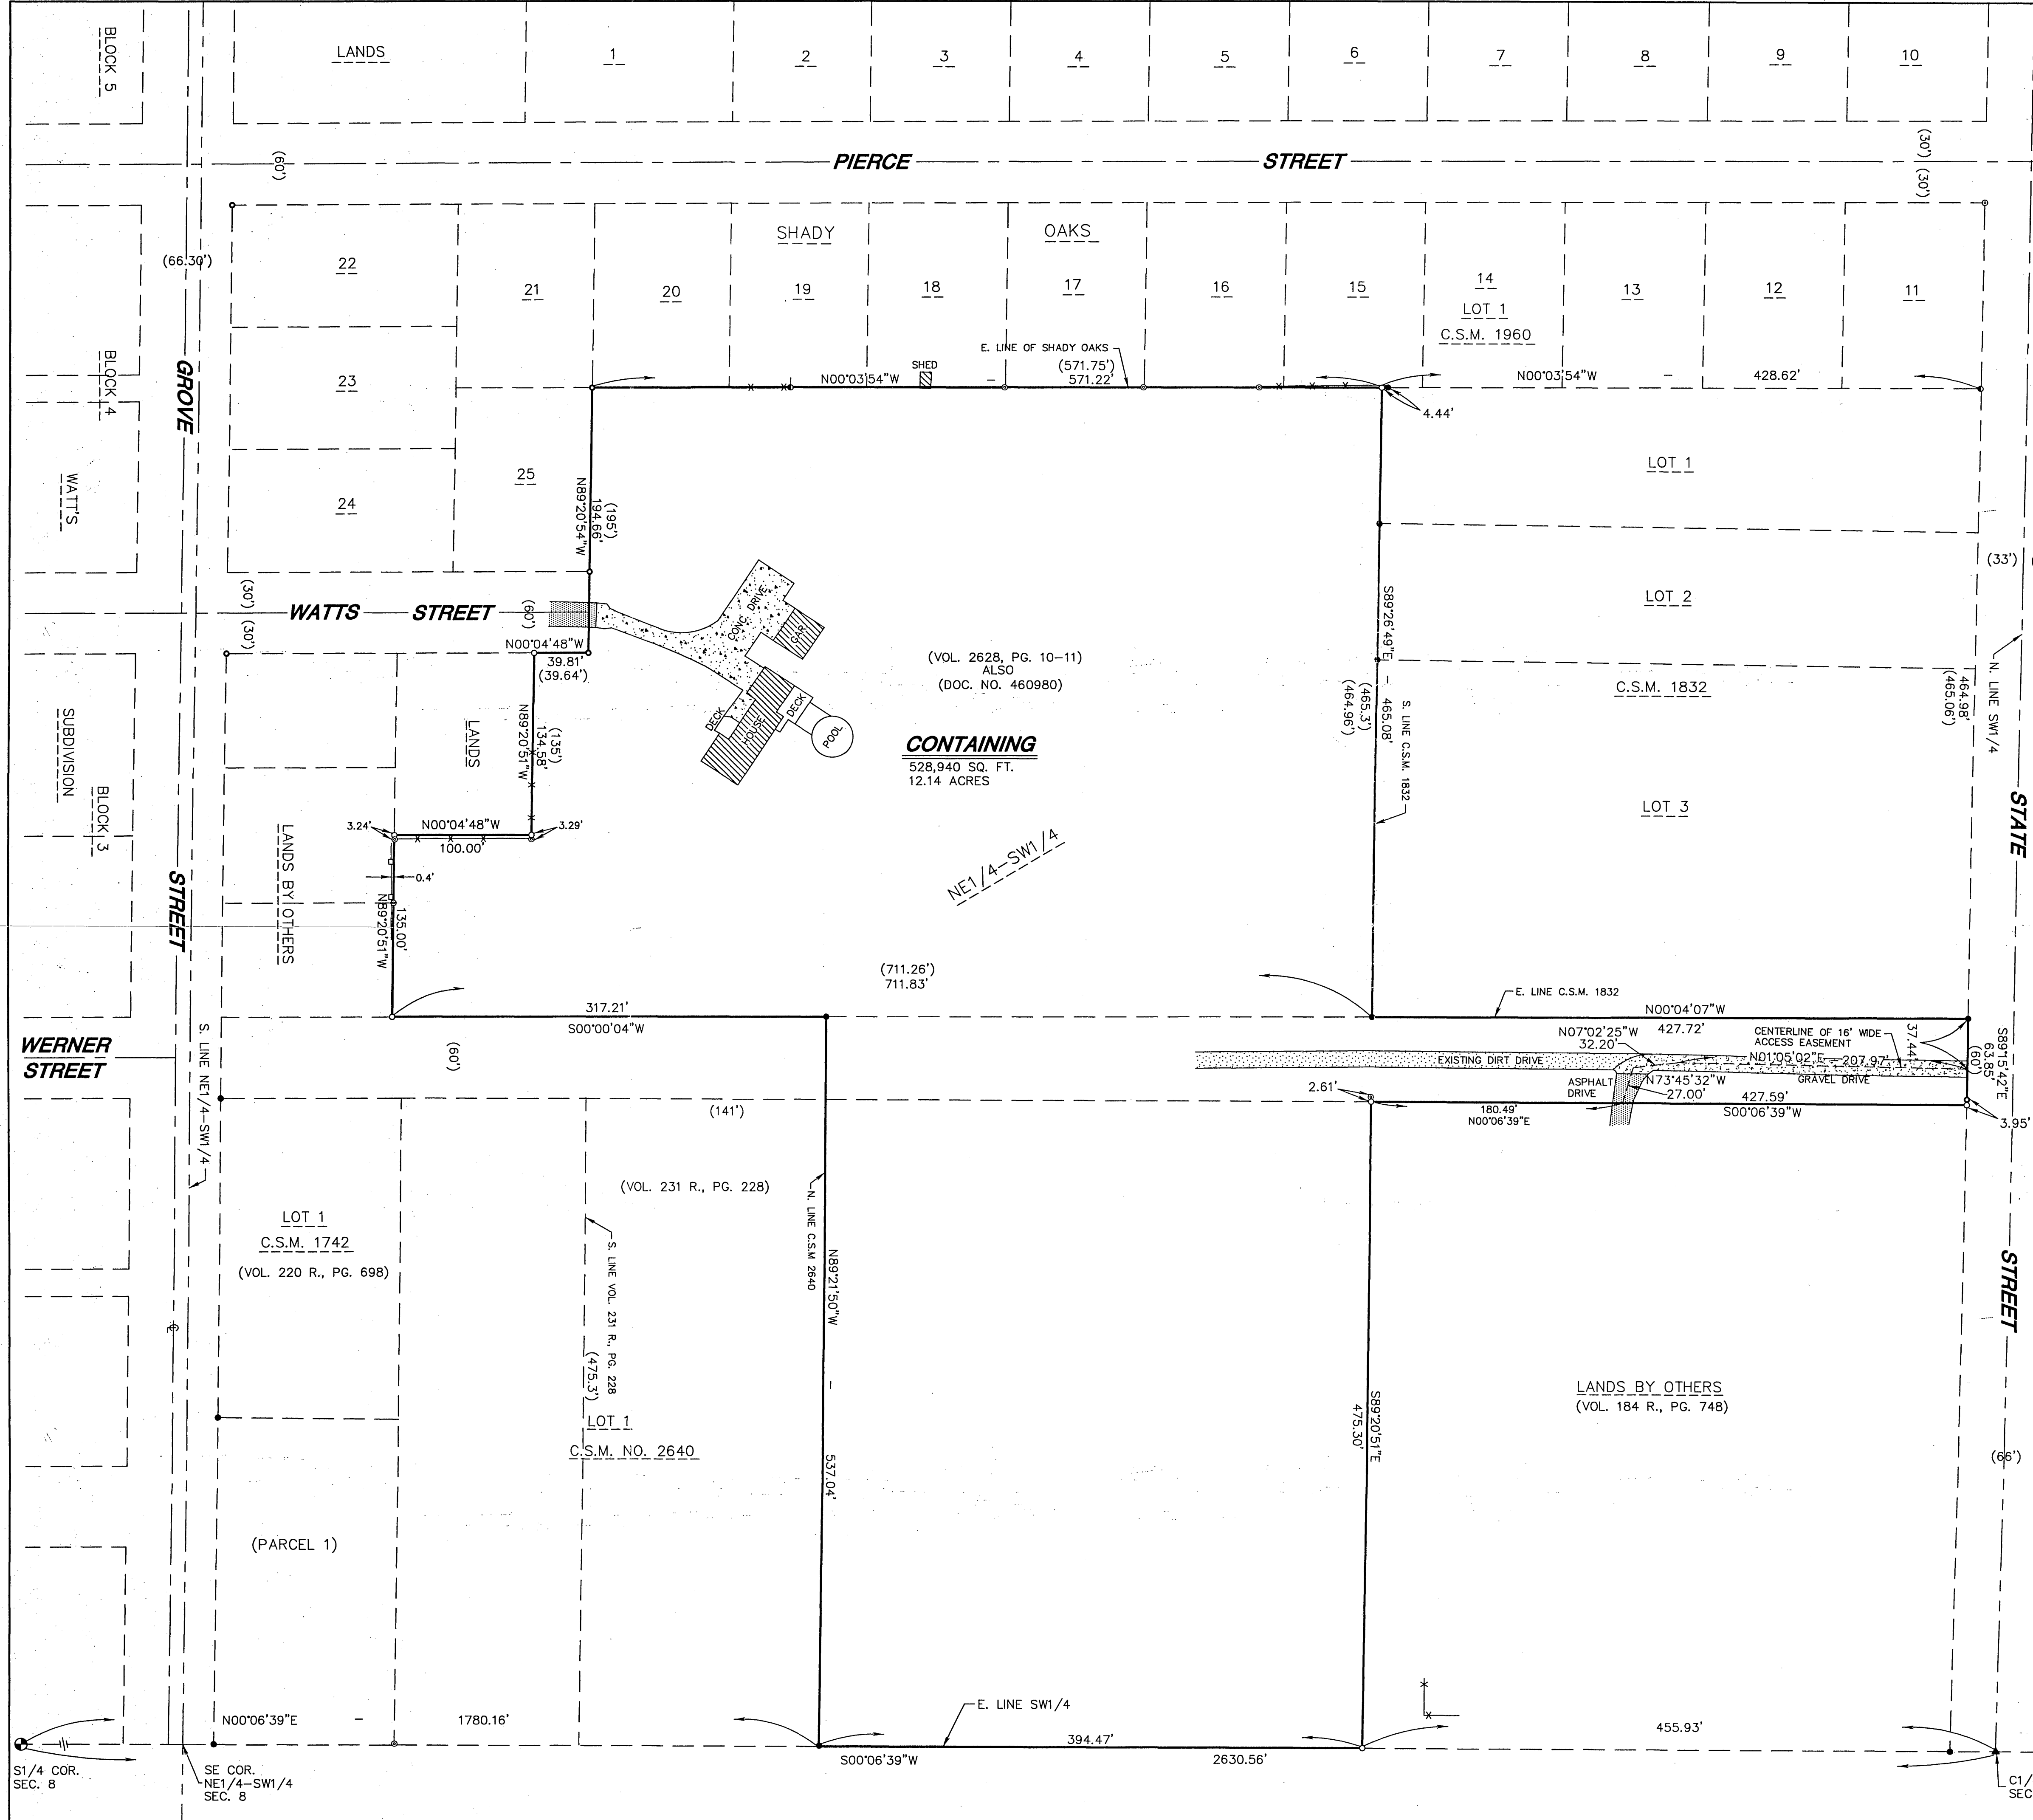 BLOCK 5
LANDS
1
2
3
4
5
6
7
8
9
10
(60')
PIERCE STREET
(30')
(30')
(66.30')
GROVE
BLOCK 4
WATT'S
22
23
24
21
25
SHADY OAKS
20
19
18
17
16
15
14
LOT 1
C.S.M. 1960
13
12
11
E. LINE OF SHADY OAKS
(571.75')
SHED
N00°03'54"W – 571.22'
N00°03'54"W – 428.62'
4.44'
(195')
194.66'
N89°20'54"W
LOT 1
LOT 2
(33')
(30')
WATTS STREET
(60')
(30')
N00°04'48"W
39.81'
(39.64')
CONC. DRIVE
GAR.
DECK
HOUSE
DECK
POOL
(VOL. 2628, PG. 10-11)
ALSO
(DOC. NO. 460980)
S89°26'49"E – 465.08'
(465.3')
(464.96')
S. LINE C.S.M. 1832
C.S.M. 1832
464.98'
(465.06')
N. LINE SW1/4
SUBDIVISION
BLOCK 3
LANDS
(135')
134.58'
N89°20'51"W
CONTAINING
528,940 SQ. FT.
12.14 ACRES
LOT 3
STATE
3.24'
N00°04'48"W
3.29'
100.00'
NE1/4-SW1/4
STREET
LANDS BY OTHERS
0.4'
135.00'
N89°20'51"W
(711.26')
711.83'
317.21'
S00°00'04"W
E. LINE C.S.M. 1832
N00°04'07"W
427.72'
N07°02'25"W
32.20'
CENTERLINE OF 16' WIDE
ACCESS EASEMENT
37.44'
S89°15'42"E
63.85'
(60')
WERNER
STREET
S. LINE NE1/4-SW1/4
(60')
EXISTING DIRT DRIVE
N01°05'02"E – 207.97'
ASPHALT
DRIVE
N73°45'32"W
27.00'
GRAVEL DRIVE
2.61'
(141')
180.49'
N00°06'39"E
427.59'
S00°06'39"W
3.95'
(VOL. 231 R., PG. 228)
N. LINE C.S.M 2640
LOT 1
C.S.M. 1742
(VOL. 220 R., PG. 698)
S. LINE VOL. 231 R., PG. 228
(475.3')
N89°21'50"W – 537.04'
STREET
S89°20'51"E
475.30'
LANDS BY OTHERS
(VOL. 184 R., PG. 748)
LOT 1
C.S.M. NO. 2640
(66')
(PARCEL 1)
E. LINE SW1/4
N00°06'39"E – 1780.16'
394.47'
455.93'
S00°06'39"W
2630.56'
S1/4 COR.
SEC. 8
SE COR.
NE1/4-SW1/4
SEC. 8
C1/
SEC